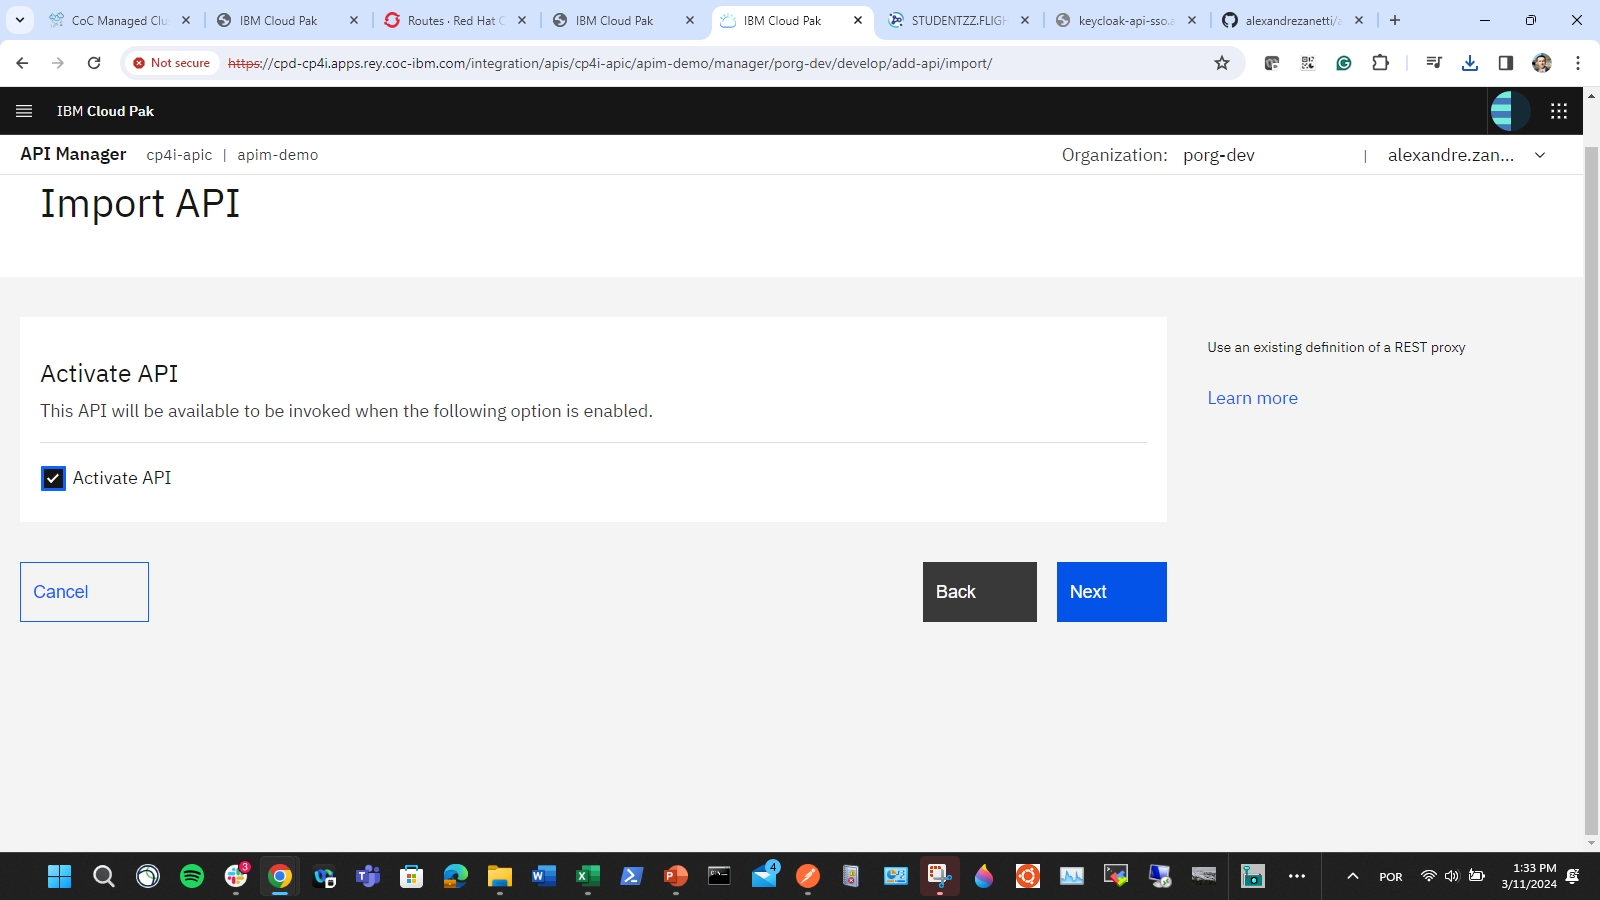 CoC Managed Clu
IBM Cloud Pak
Routes · Red Hat C
IBM Cloud Pak
IBM Cloud Pak
STUDENTZZ.FLIGH
keycloak-api-sso.a
alexandrezanetti/a
Not secure
https://cpd-cp4i.apps.rey.coc-ibm.com/integration/apis/cp4i-apic/apim-demo/manager/porg-dev/develop/add-api/import/
IBM Cloud Pak
API Manager cp4i-apic | apim-demo
Organization: porg-dev | alexandre.zan...
Import API
Activate API
This API will be available to be invoked when the following option is enabled.
Activate API
Use an existing definition of a REST proxy
Learn more
Cancel
Back
Next
3
4
POR
1:33 PM
3/11/2024